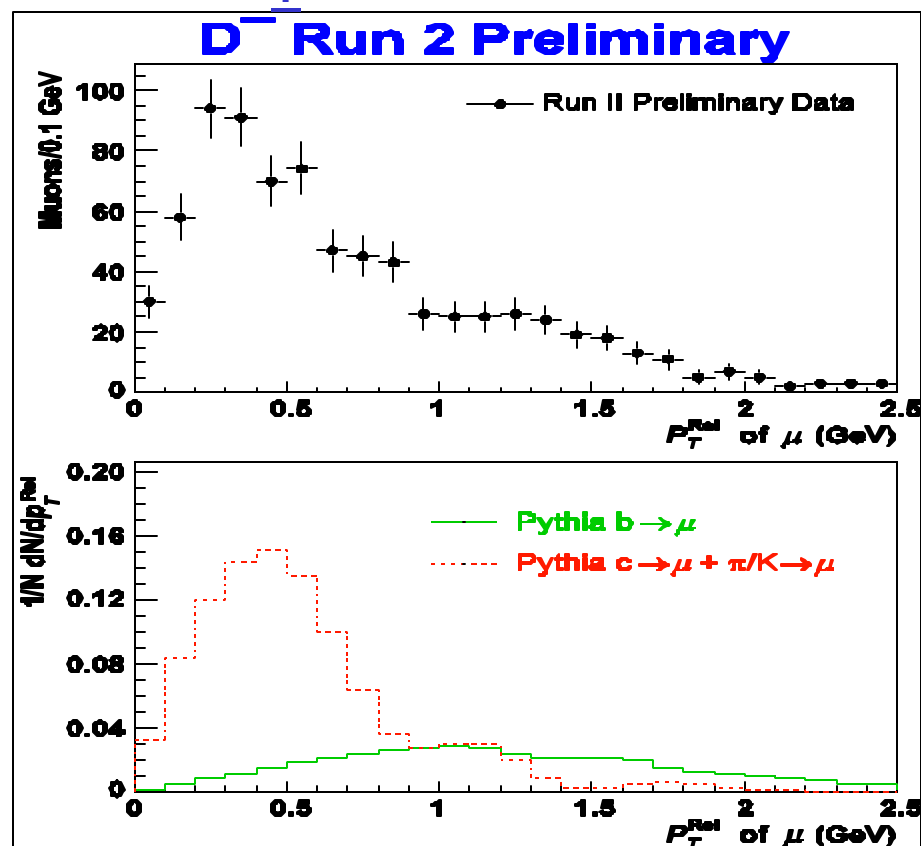 D¯ Run 2 Preliminary
Run II Preliminary Data
Muons/0.1 GeV
100
80
60
40
20
0
0 0.5 1 1.5 2 2.5
P_T^Rel of μ (GeV)
1/N dN/dp_T^Rel
0.20
0.16
0.12
0.08
0.04
0
Pythia b→μ
Pythia c→μ + π/K→μ
0 0.5 1 1.5 2 2.5
P_T^Rel of μ (GeV)